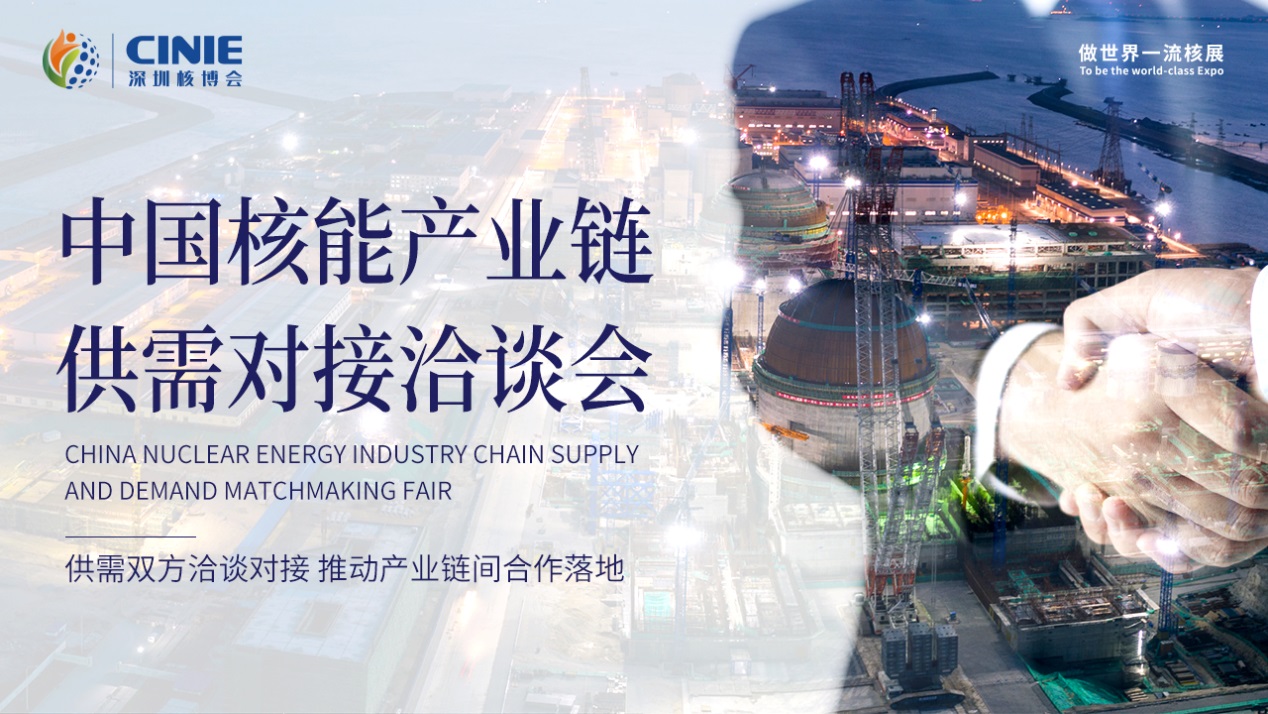 CINIE
深圳核博会
做世界一流核展
To be the world-class Expo
中国核能产业链
供需对接洽谈会
CHINA NUCLEAR ENERGY INDUSTRY CHAIN SUPPLY
AND DEMAND MATCHMAKING FAIR
供需双方洽谈对接 推动产业链间合作落地